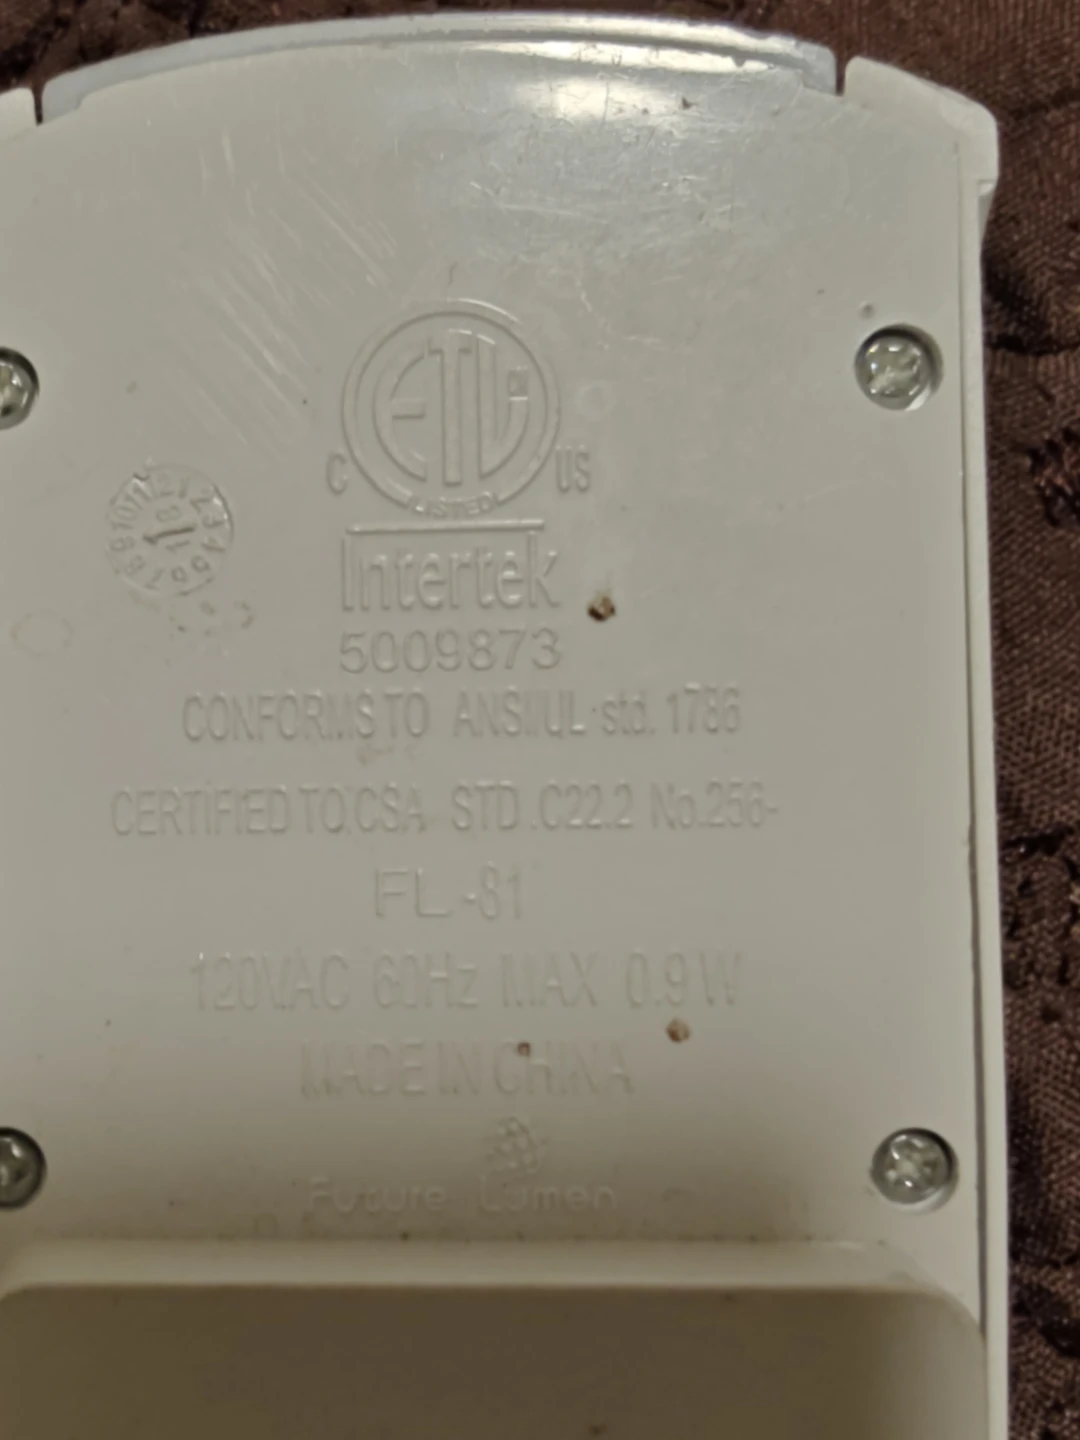 ETL
CM
C US
LISTED
Intertek
5009873
CONFORMS TO ANSI/UL std. 1786
CERTIFIED TO CSA STD .C22.2 No.256-
FL-81
120VAC 60Hz MAX 0.9W
MADE IN CHINA
Future Lumen